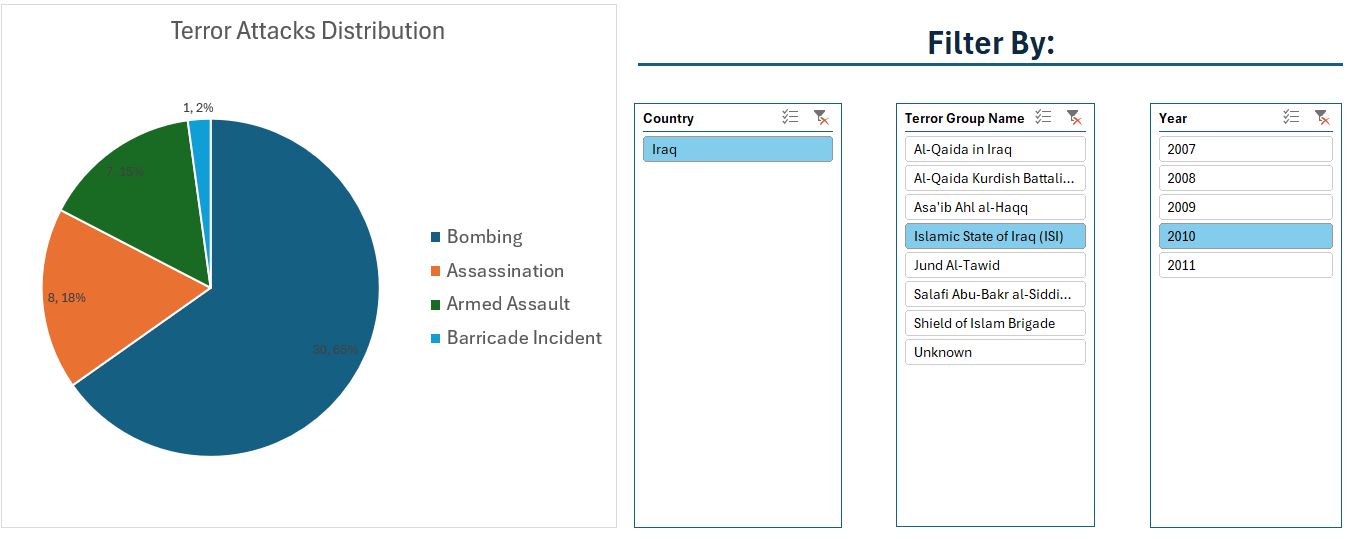 Terror Attacks Distribution
1, 2%
7, 15%
8, 18%
30, 65%
Bombing
Assassination
Armed Assault
Barricade Incident
Filter By:
Country
Iraq
Terror Group Name
Al-Qaida in Iraq
Al-Qaida Kurdish Battali...
Asa'ib Ahl al-Haqq
Islamic State of Iraq (ISI)
Jund Al-Tawid
Salafi Abu-Bakr al-Siddi...
Shield of Islam Brigade
Unknown
Year
2007
2008
2009
2010
2011